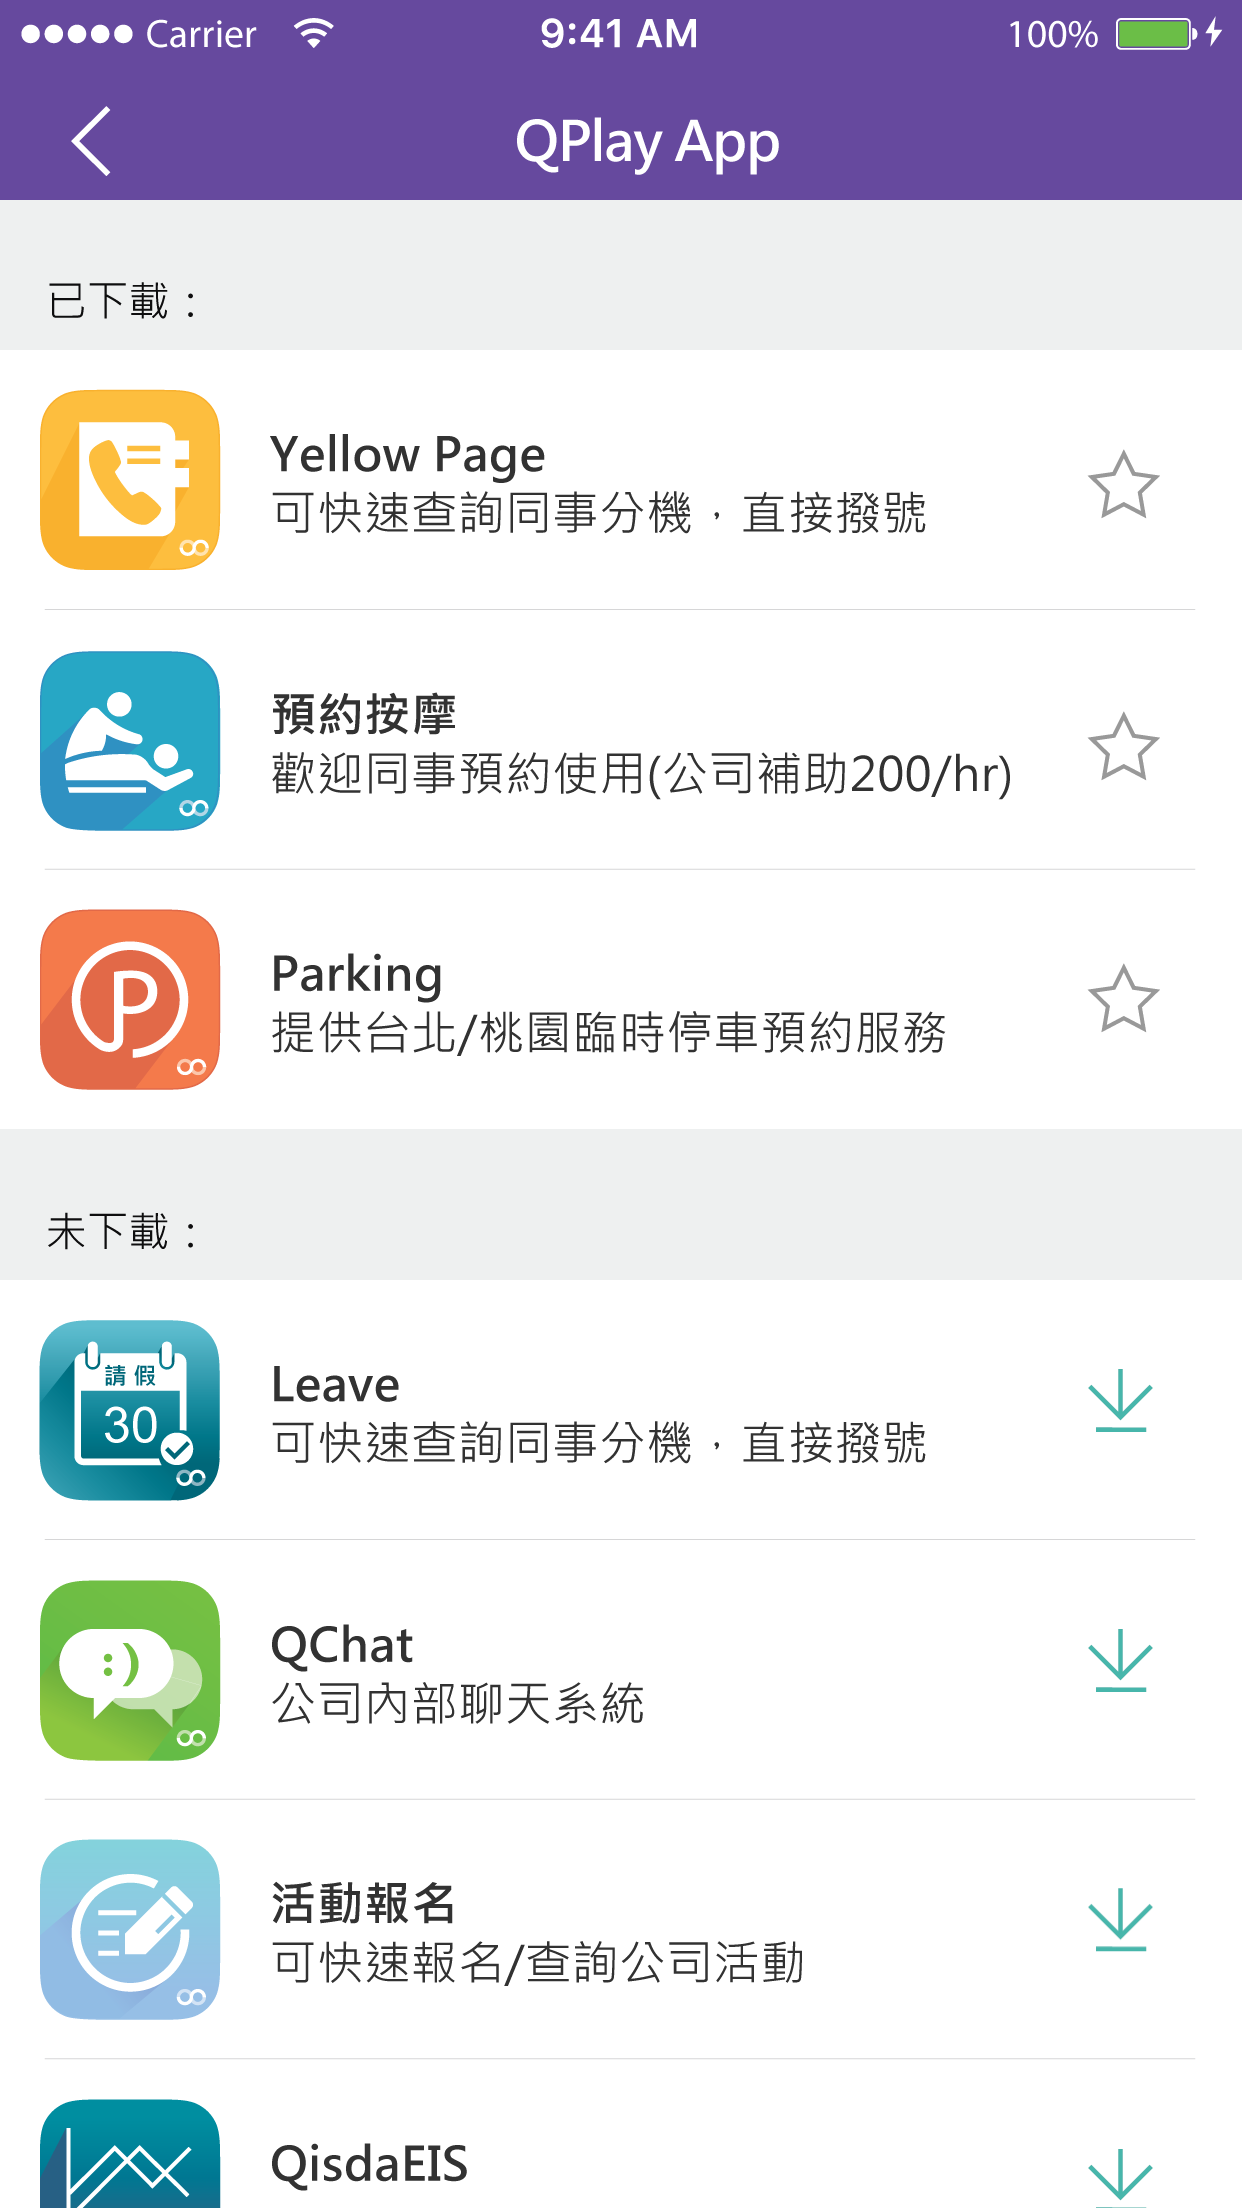 Carrier 9:41 AM 100%
QPlay App
已下載：
Yellow Page
可快速查詢同事分機，直接撥號
預約按摩
歡迎同事預約使用(公司補助200/hr)
P
Parking
提供台北/桃園臨時停車預約服務
未下載：
請假
30
Leave
可快速查詢同事分機，直接撥號
:)
QChat
公司內部聊天系統
活動報名
可快速報名/查詢公司活動
QisdaEIS